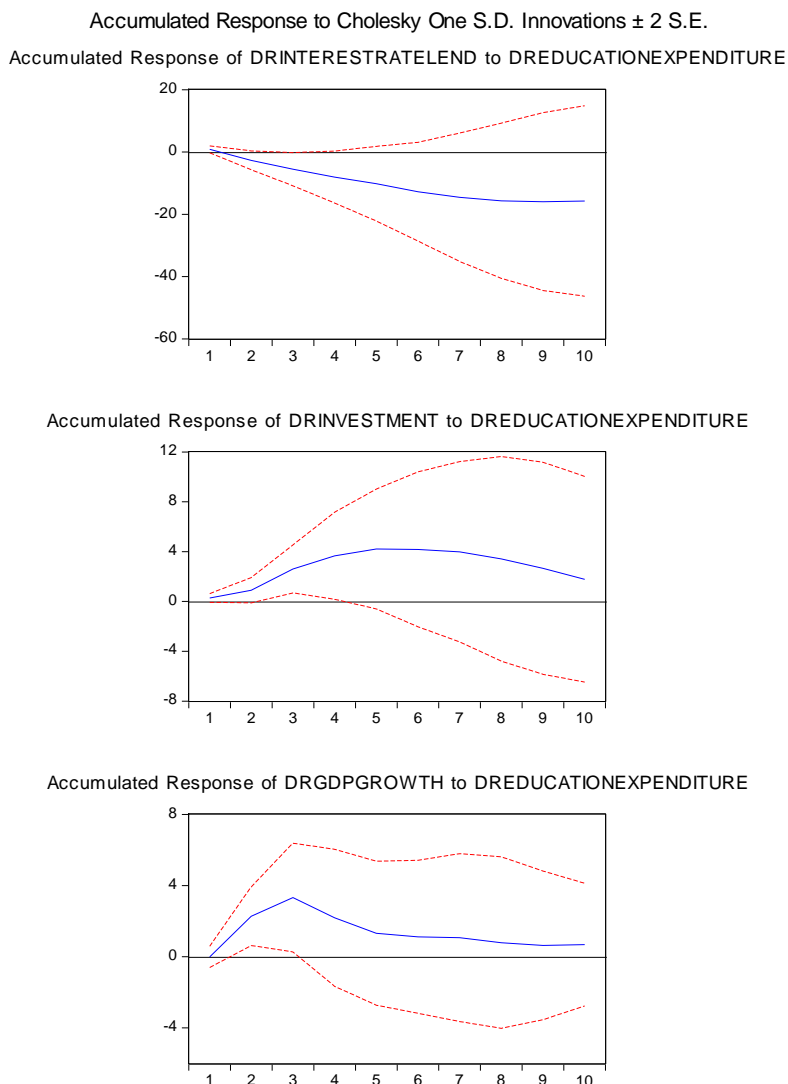 Accumulated Response to Cholesky One S.D. Innovations ± 2 S.E.
Accumulated Response of DRINTERESTRATELEND to DREDUCATIONEXPENDITURE
20
0
-20
-40
-60
1 2 3 4 5 6 7 8 9 10
Accumulated Response of DRINVESTMENT to DREDUCATIONEXPENDITURE
12
8
4
0
-4
-8
1 2 3 4 5 6 7 8 9 10
Accumulated Response of DRGDPGROWTH to DREDUCATIONEXPENDITURE
8
4
0
-4
1 2 3 4 5 6 7 8 9 10